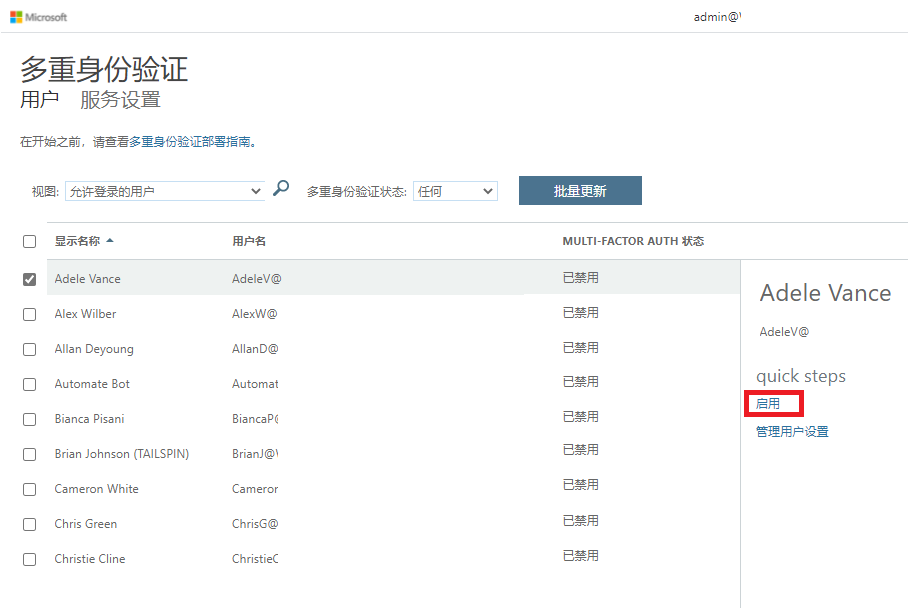 Microsoft
admin@
多重身份验证
用户 服务设置
在开始之前，请查看多重身份验证部署指南。
视图: 允许登录的用户 多重身份验证状态: 任何 批量更新
显示名称 用户名 MULTI-FACTOR AUTH 状态
Adele Vance AdeleV@ 已禁用
Alex Wilber AlexW@ 已禁用
Allan Deyoung AllanD@ 已禁用
Automate Bot Automat 已禁用
Bianca Pisani BiancaP 已禁用
Brian Johnson (TAILSPIN) BrianJ@ 已禁用
Cameron White Cameron 已禁用
Chris Green ChrisG@ 已禁用
Christie Cline Christie 已禁用
Adele Vance
AdeleV@
quick steps
启用
管理用户设置